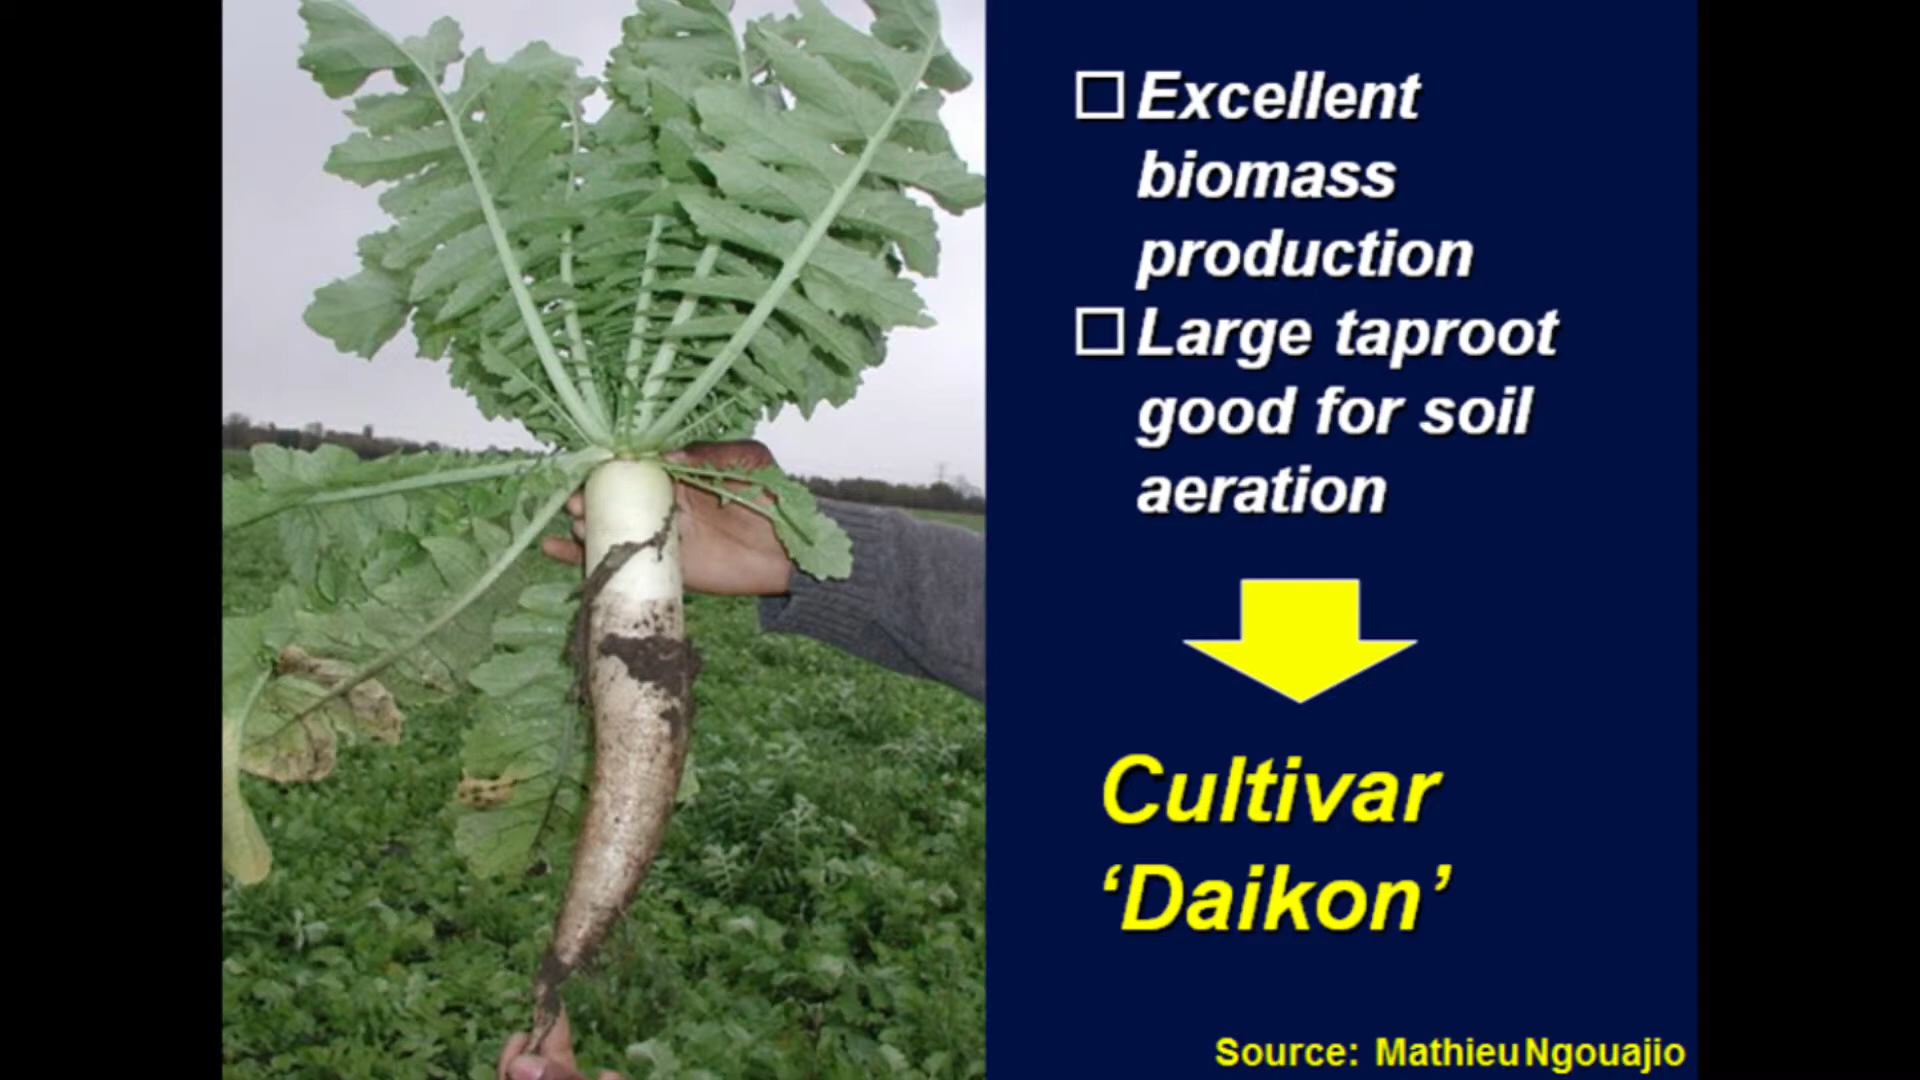 Excellent
biomass
production
Large taproot
good for soil
aeration
Cultivar
‘Daikon’
Source: Mathieu Ngouajio